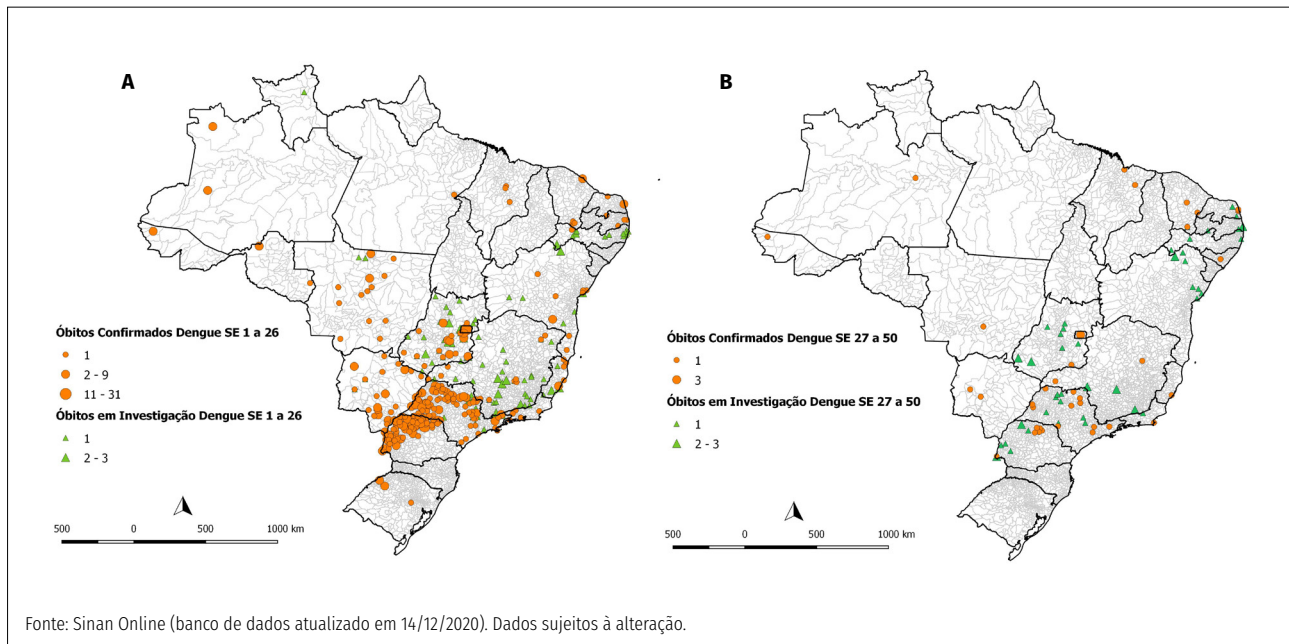 A
B
Óbitos Confirmados Dengue SE 1 a 26
1
2 - 9
11 - 31
Óbitos em Investigação Dengue SE 1 a 26
1
2 - 3
500 0 500 1000 km
Óbitos Confirmados Dengue SE 27 a 50
1
3
Óbitos em Investigação Dengue SE 27 a 50
1
2 - 3
500 0 500 1000 km
Fonte: Sinan Online (banco de dados atualizado em 14/12/2020). Dados sujeitos à alteração.